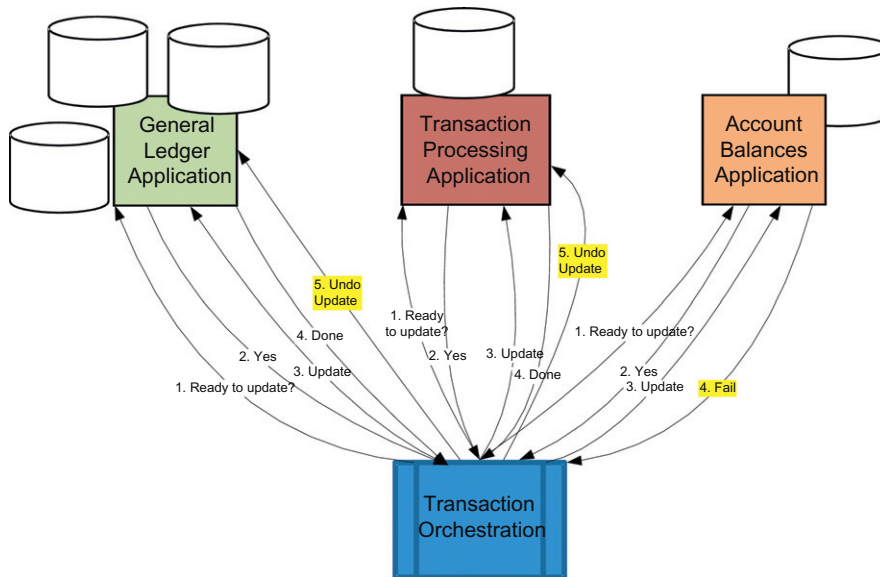 General
Ledger
Application
Transaction
Processing
Application
Account
Balances
Application
5. Undo
Update
4. Done
2. Yes
3. Update
1. Ready to update?
1. Ready
to update?
2. Yes
3. Update
4. Done
5. Undo
Update
1. Ready to update?
2. Yes
3. Update
4. Fail
Transaction
Orchestration